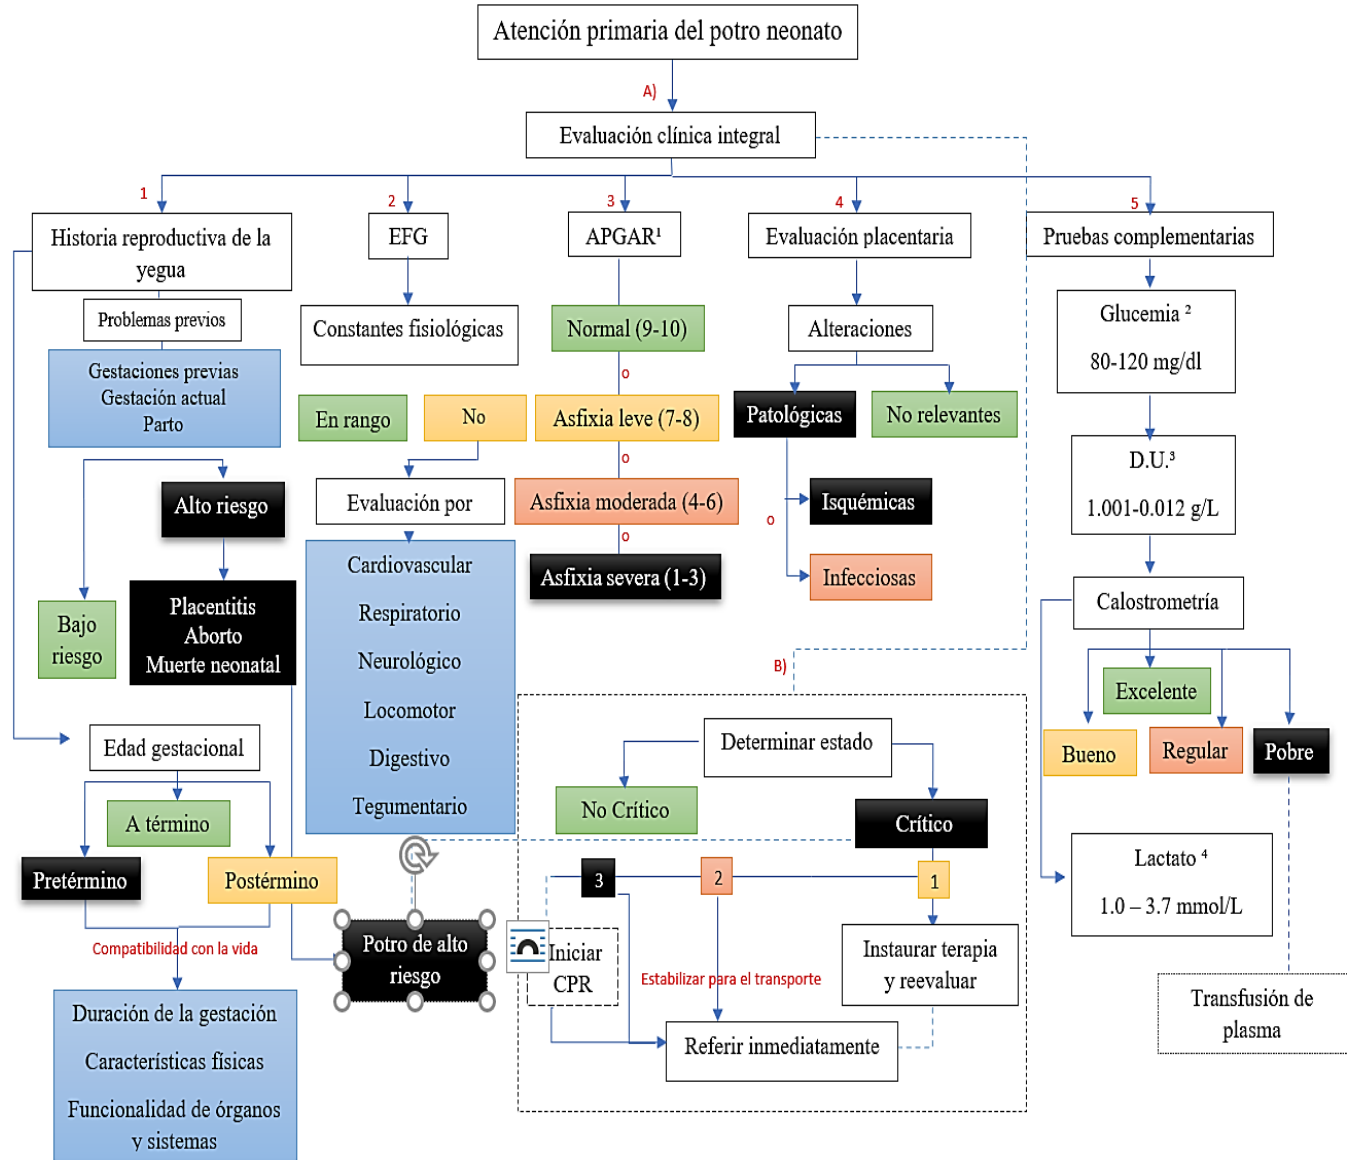 Atención primaria del potro neonato
A)
Evaluación clínica integral
1
2
3
4
5
Historia reproductiva de la
yegua
EFG
APGAR¹
Evaluación placentaria
Pruebas complementarias
Problemas previos
Constantes fisiológicas
Normal (9-10)
Alteraciones
Glucemia ²
80-120 mg/dl
Gestaciones previas
Gestación actual
Parto
o
En rango
No
Asfixia leve (7-8)
Patológicas
No relevantes
o
D.U.³
1.001-0.012 g/L
Alto riesgo
Evaluación por
Asfixia moderada (4-6)
Isquémicas
o
o
Asfixia severa (1-3)
Infecciosas
Calostrometría
Cardiovascular
Respiratorio
Neurológico
Locomotor
Digestivo
Tegumentario
Bajo
riesgo
Placentitis
Aborto
Muerte neonatal
B)
Excelente
Bueno
Regular
Pobre
Edad gestacional
Determinar estado
A término
No Crítico
Crítico
Pretérmino
Postérmino
3
2
1
Lactato ⁴
1.0 – 3.7 mmol/L
Compatibilidad con la vida
Potro de alto
riesgo
Iniciar
CPR
Estabilizar para el transporte
Instaurar terapia
y reevaluar
Transfusión de
plasma
Duración de la gestación
Características físicas
Funcionalidad de órganos
y sistemas
Referir inmediatamente